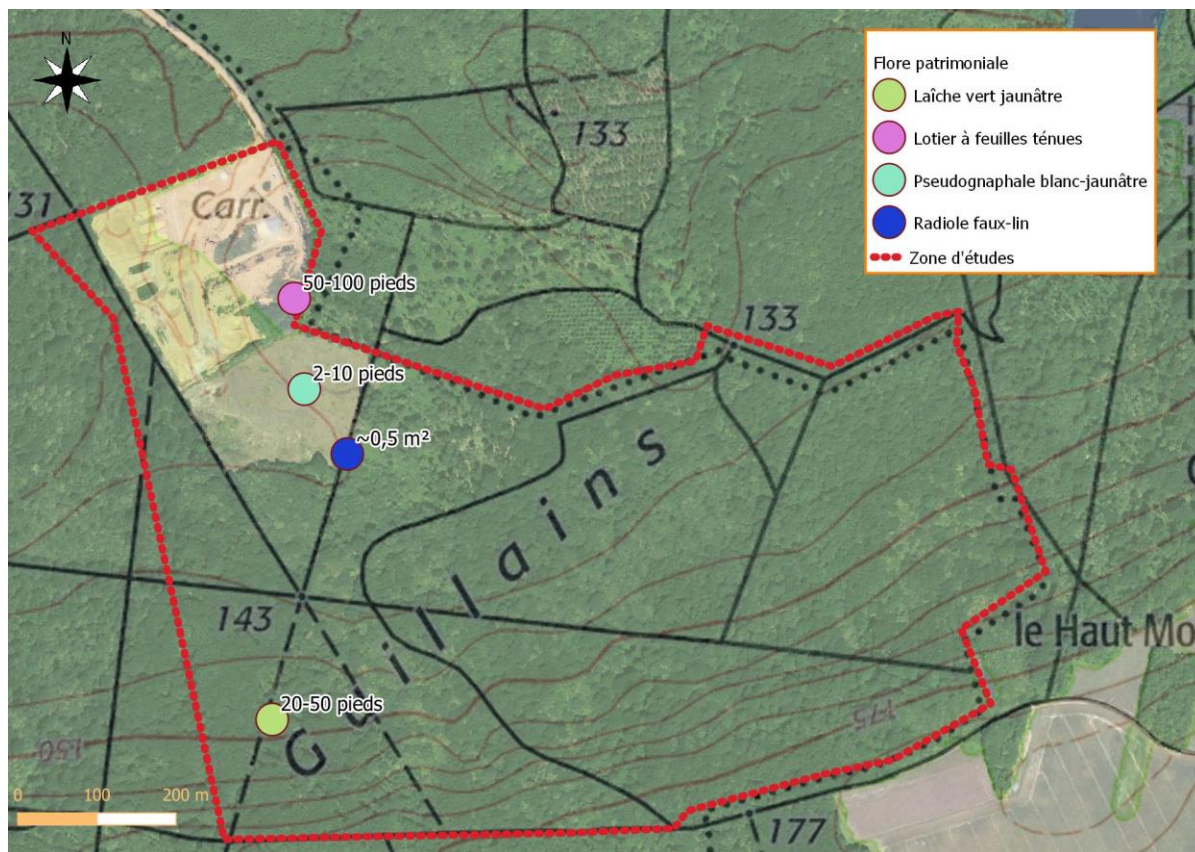 N
Flore patrimoniale
Laîche vert jaunâtre
Lotier à feuilles ténues
Pseudognaphale blanc-jaunâtre
Radiole faux-lin
Zone d'études
133
131
Carr.
50-100 pieds
133
2-10 pieds
~0,5 m²
Guillains
143
le Haut Mo
20-50 pieds
175
150
0 100 200 m
177